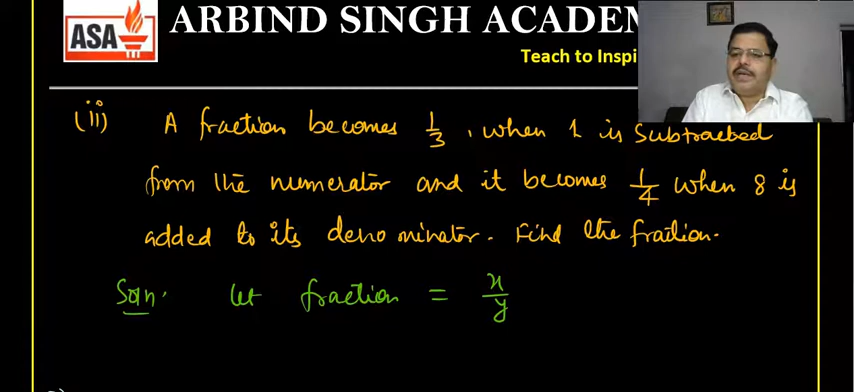 ARBIND SINGH ACADEM
ASA
Teach to Inspi
(ii) A fraction becomes 1/3, when 1 is subtracted
from the numerator and it becomes 1/4 when 8 is
added to its denominator. Find the fraction.
Soln. let fraction = x/y